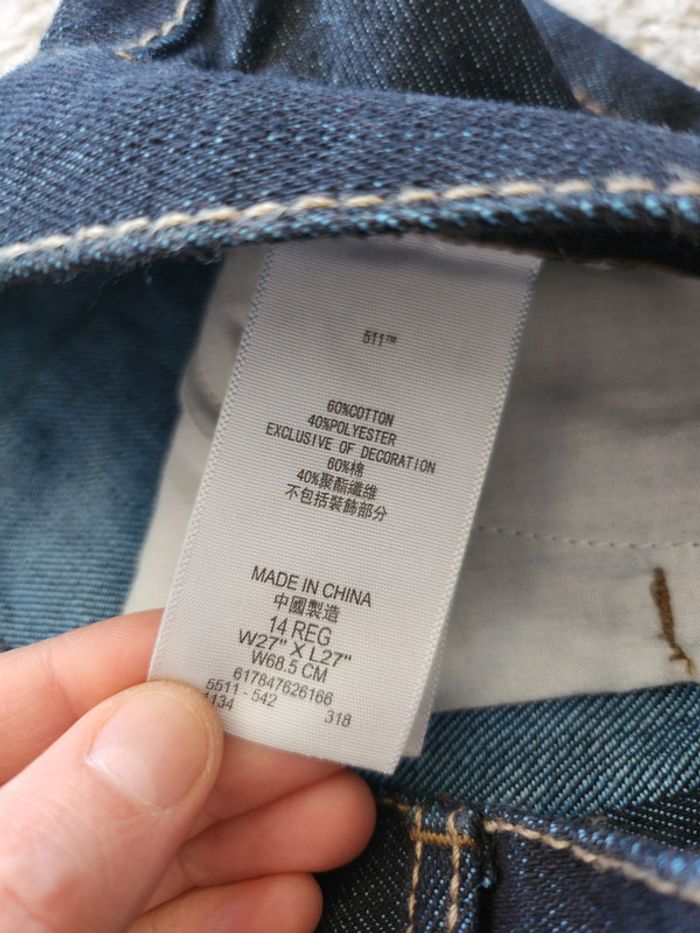 511™
60%COTTON
40%POLYESTER
EXCLUSIVE OF DECORATION
60%棉
40%聚酯纖維
不包括裝飾部分
MADE IN CHINA
中國製造
14 REG
W27" X L27"
W68.5 CM
617847626166
5511 - 542
1134 318